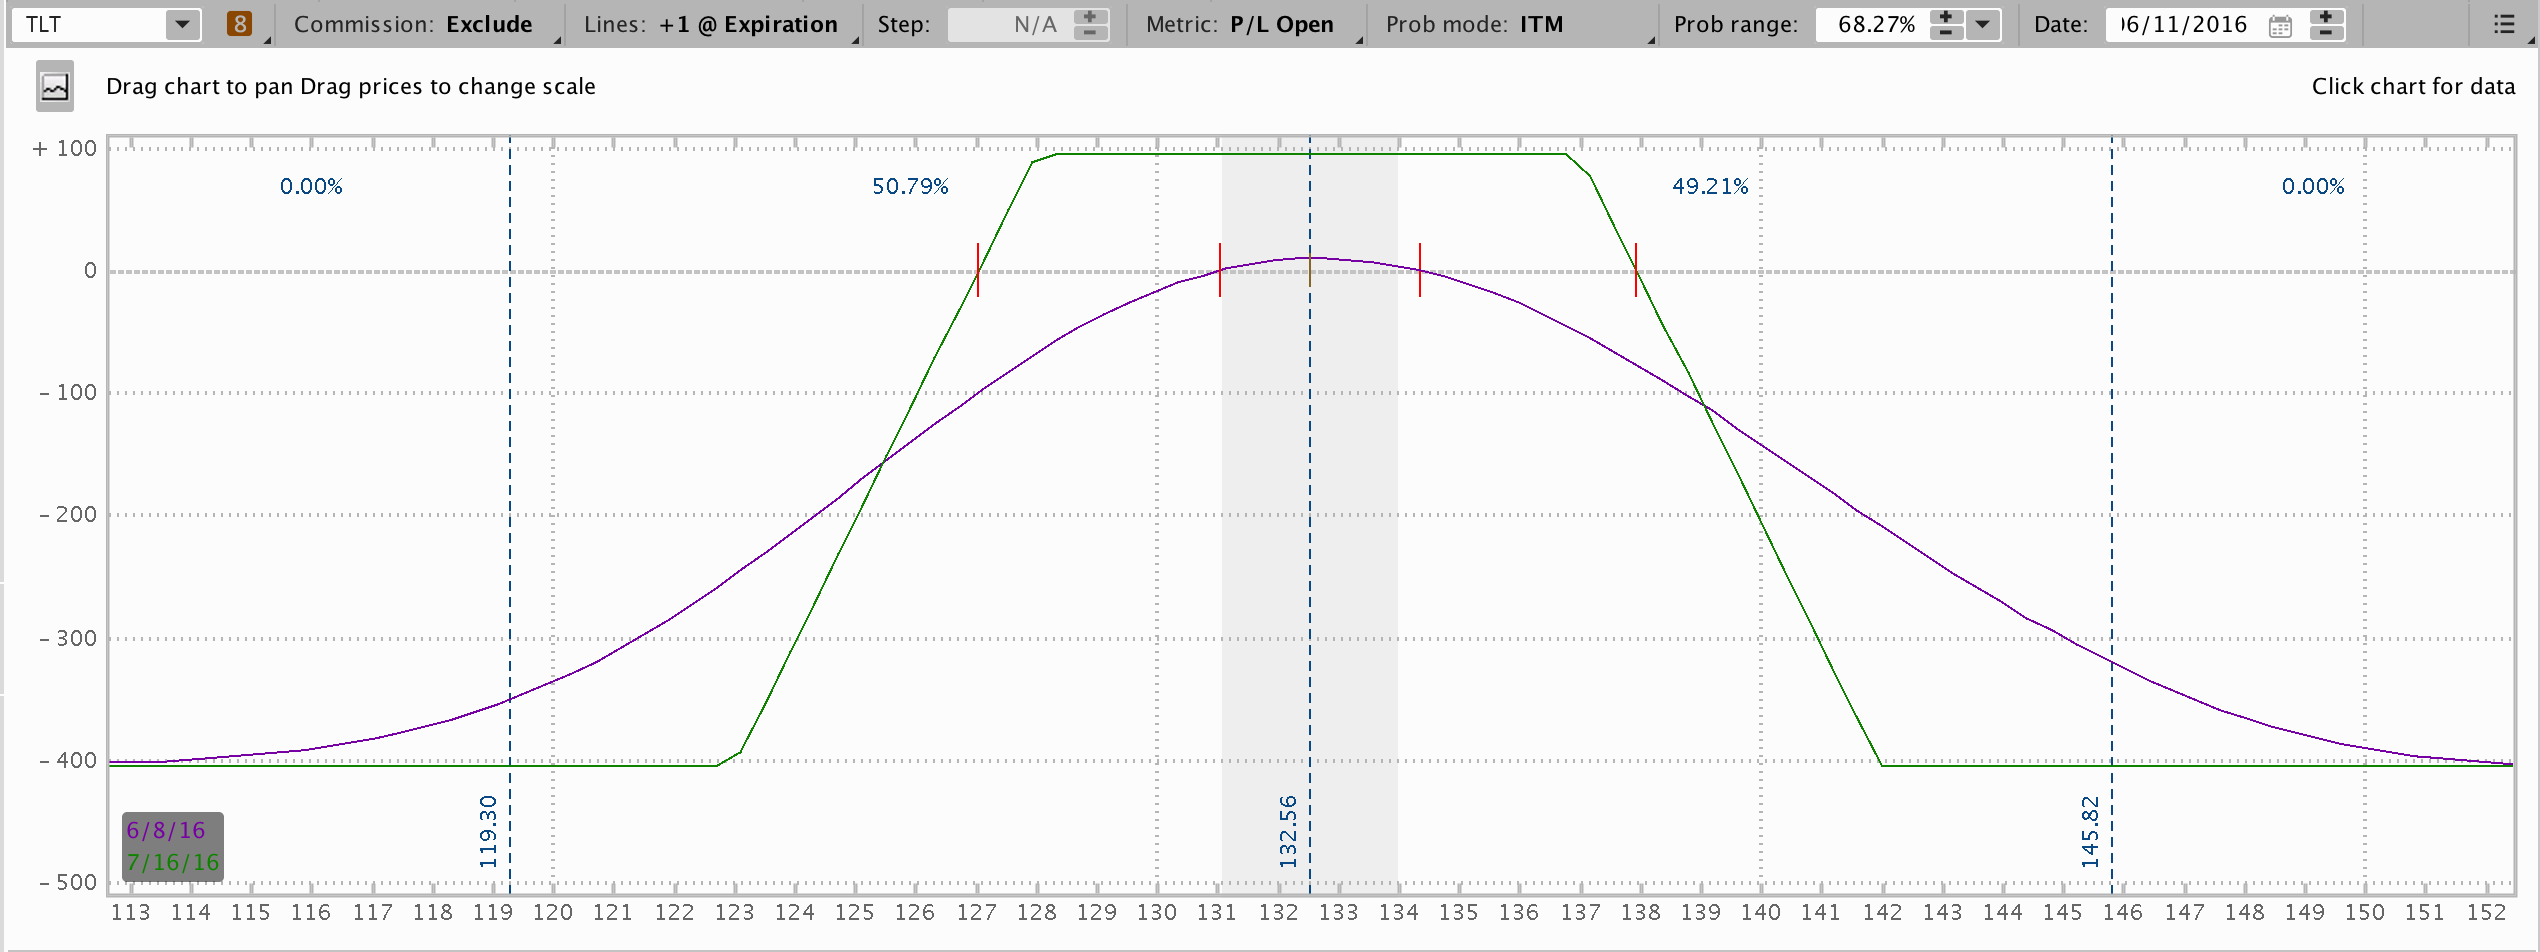 TLT 8 Commission: Exclude Lines: +1 @ Expiration Step: N/A Metric: P/L Open Prob mode: ITM Prob range: 68.27% Date: 06/11/2016
Drag chart to pan Drag prices to change scale Click chart for data
+ 100
0.00% 50.79% 49.21% 0.00%
0
- 100
- 200
- 300
- 400
119.30 132.56 145.82
6/8/16
7/16/16
- 500
113 114 115 116 117 118 119 120 121 122 123 124 125 126 127 128 129 130 131 132 133 134 135 136 137 138 139 140 141 142 143 144 145 146 147 148 149 150 151 152